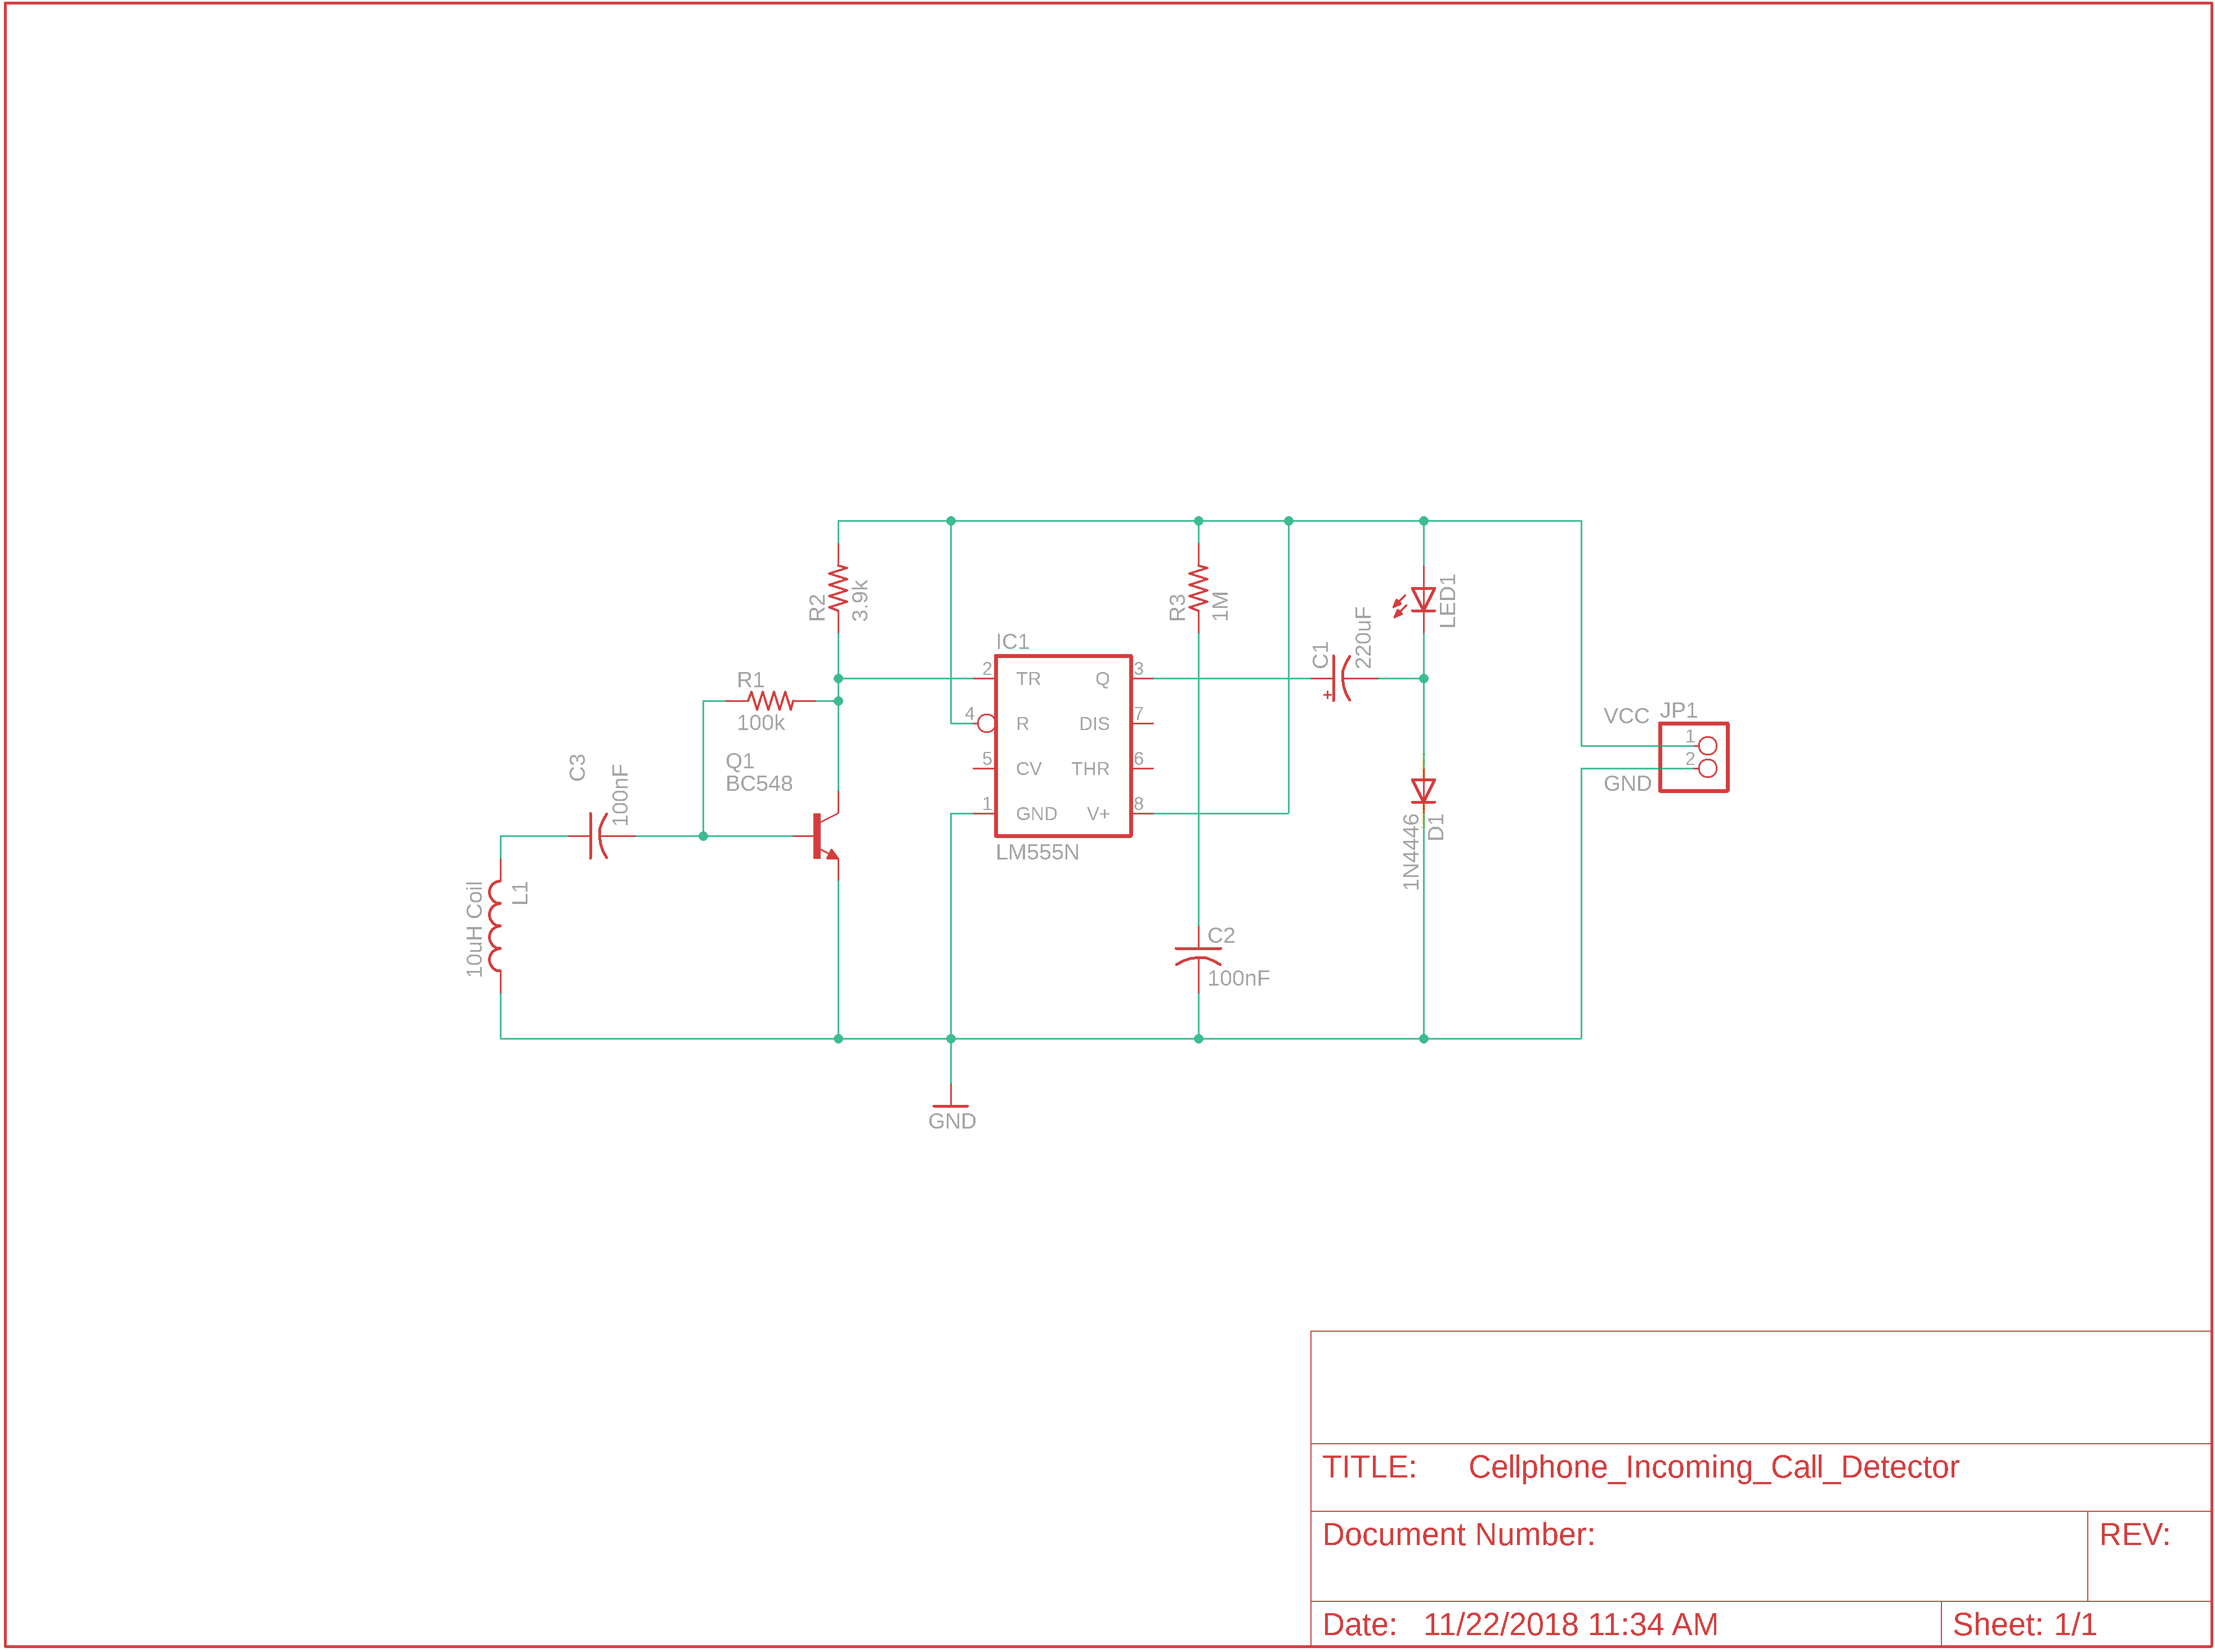 R2
3.9k
R3
1M
LED1
C1
220uF
+
IC1
2
TR
Q
3
4
R
DIS
7
5
CV
THR
6
1
GND
V+
8
LM555N
R1
100k
Q1
BC548
C3
100nF
10uH Coil
L1
VCC
JP1
1
2
GND
1N4446
D1
C2
100nF
GND
TITLE: Cellphone_Incoming_Call_Detector
Document Number:
REV:
Date: 11/22/2018 11:34 AM
Sheet: 1/1